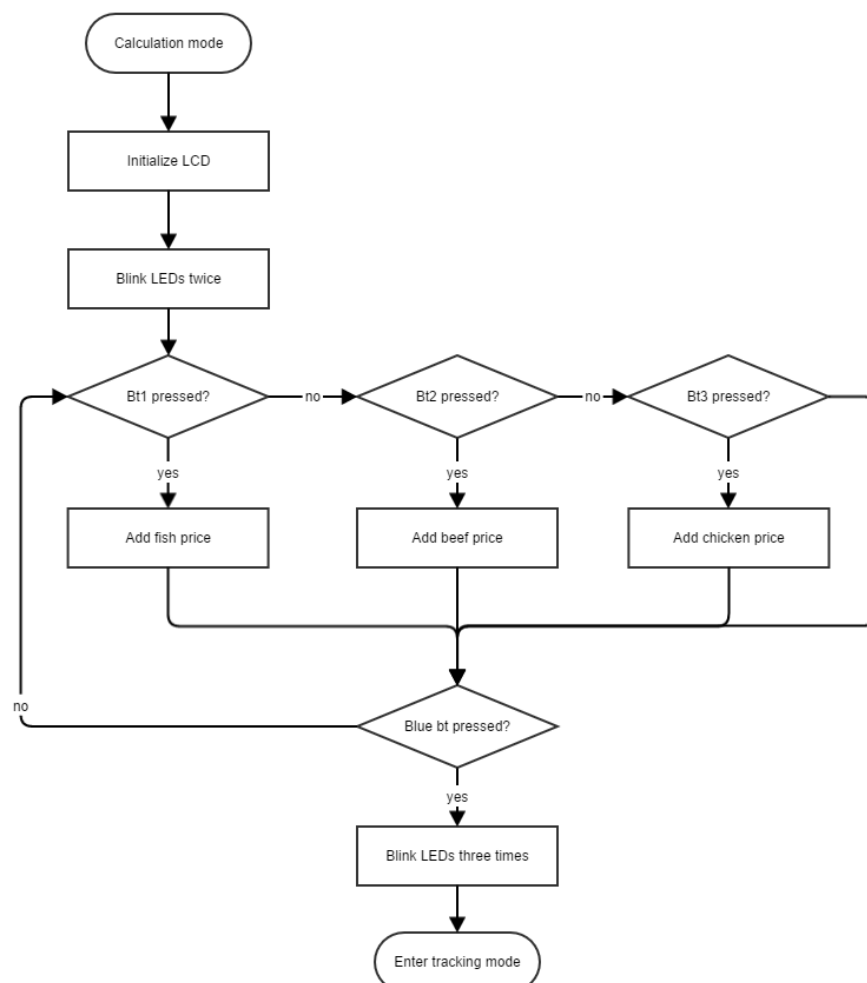 Calculation mode
Initialize LCD
Blink LEDs twice
Bt1 pressed?
no
Bt2 pressed?
no
Bt3 pressed?
yes
yes
yes
Add fish price
Add beef price
Add chicken price
no
Blue bt pressed?
yes
Blink LEDs three times
Enter tracking mode